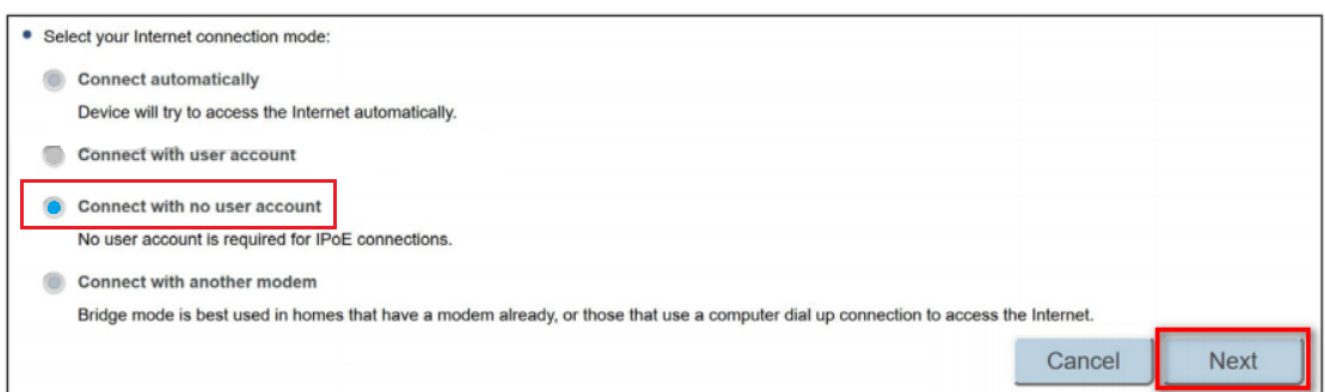 Select your Internet connection mode:
Connect automatically
Device will try to access the Internet automatically.
Connect with user account
Connect with no user account
No user account is required for IPoE connections.
Connect with another modem
Bridge mode is best used in homes that have a modem already, or those that use a computer dial up connection to access the Internet.
Cancel Next